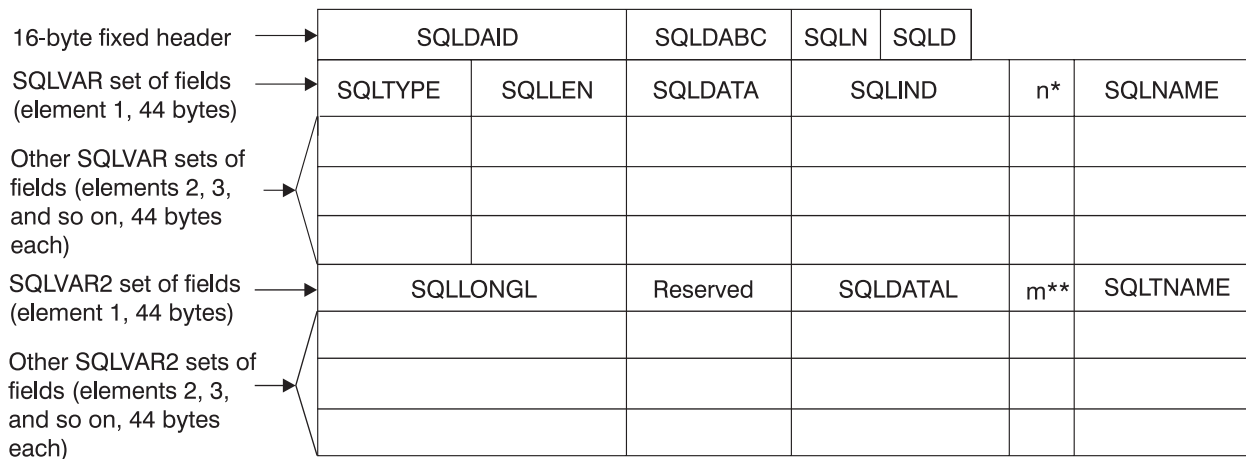 16-byte fixed header
SQLDAID SQLDABC SQLN SQLD
SQLVAR set of fields
(element 1, 44 bytes)
SQLTYPE SQLLEN SQLDATA SQLIND n* SQLNAME
Other SQLVAR sets of
fields (elements 2, 3,
and so on, 44 bytes
each)
SQLVAR2 set of fields
(element 1, 44 bytes)
SQLLONGL Reserved SQLDATAL m** SQLTNAME
Other SQLVAR2 sets of
fields (elements 2, 3,
and so on, 44 bytes
each)